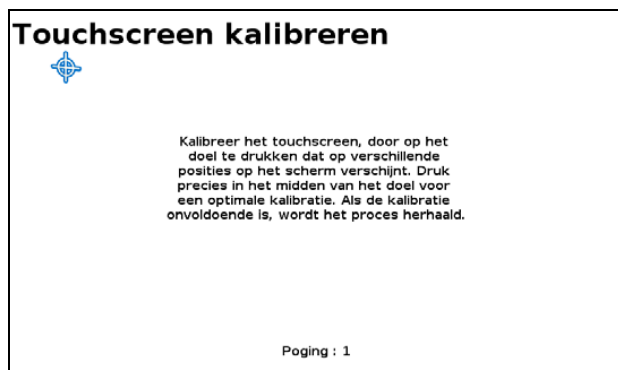 Touchscreen kalibreren
Kalibreer het touchscreen, door op het
doel te drukken dat op verschillende
posities op het scherm verschijnt. Druk
precies in het midden van het doel voor
een optimale kalibratie. Als de kalibratie
onvoldoende is, wordt het proces herhaald.
Poging : 1